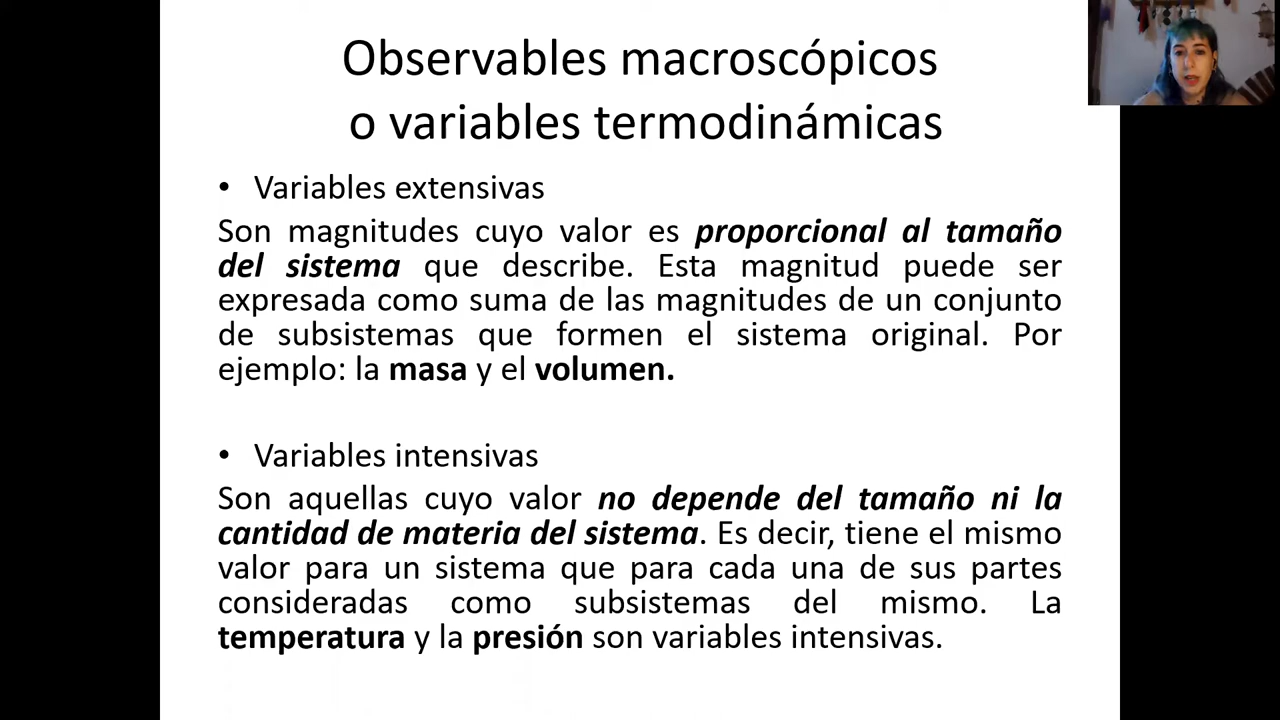 Observables macroscópicos
o variables termodinámicas
• Variables extensivas
Son magnitudes cuyo valor es proporcional al tamaño
del sistema que describe. Esta magnitud puede ser
expresada como suma de las magnitudes de un conjunto
de subsistemas que formen el sistema original. Por
ejemplo: la masa y el volumen.
• Variables intensivas
Son aquellas cuyo valor no depende del tamaño ni la
cantidad de materia del sistema. Es decir, tiene el mismo
valor para un sistema que para cada una de sus partes
consideradas como subsistemas del mismo. La
temperatura y la presión son variables intensivas.